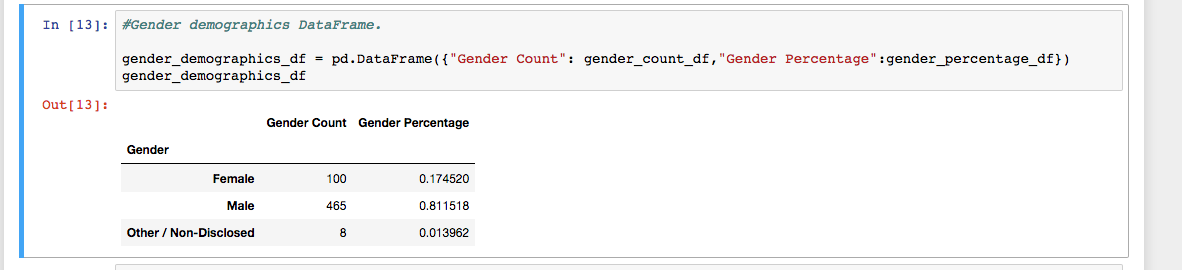 In [13]: #Gender demographics DataFrame.
gender_demographics_df = pd.DataFrame({"Gender Count": gender_count_df,"Gender Percentage":gender_percentage_df})
gender_demographics_df
Out[13]:
Gender Count Gender Percentage
Gender
Female 100 0.174520
Male 465 0.811518
Other / Non-Disclosed 8 0.013962